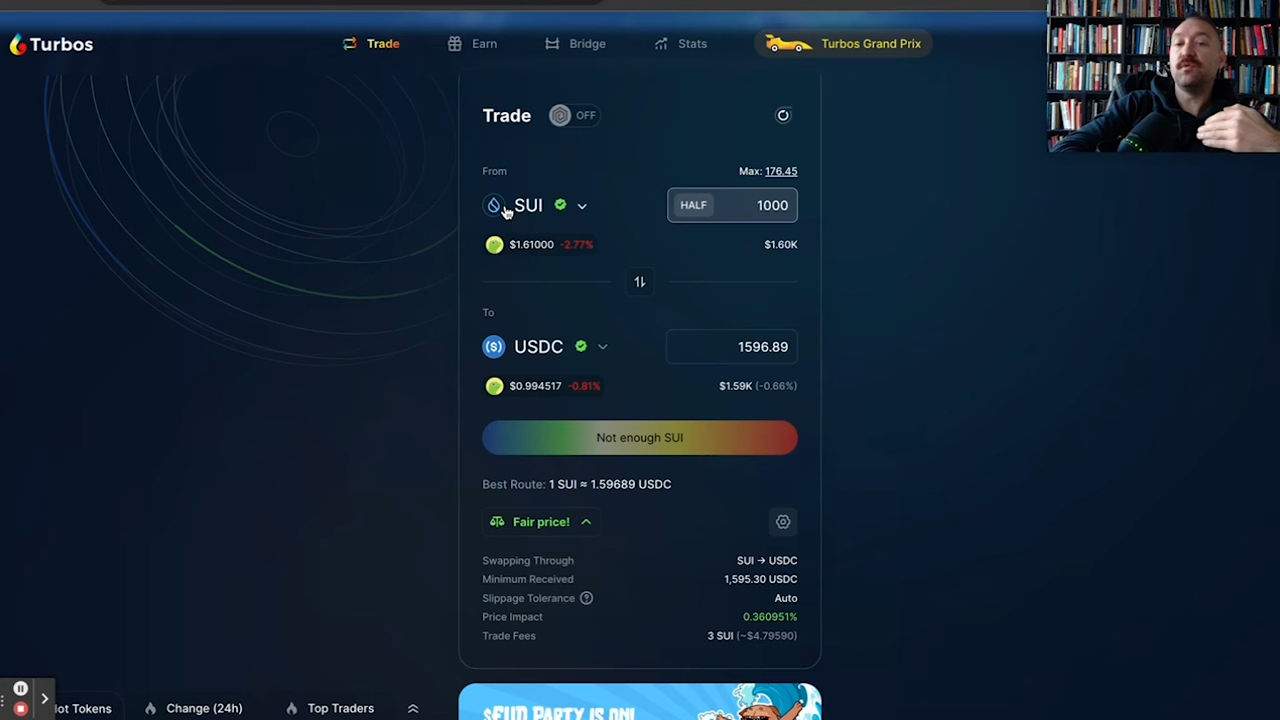 Turbos
Trade
Earn
Bridge
Stats
Turbos Grand Prix
Trade
OFF
From
Max: 176.45
SUI
HALF
1000
$1.61000 -2.77%
$1.60K
To
USDC
1596.89
$0.994517 -0.81%
$1.59K (-0.66%)
Not enough SUI
Best Route: 1 SUI ≈ 1.59689 USDC
Fair price!
Swapping Through
SUI → USDC
Minimum Received
1,595.30 USDC
Slippage Tolerance ?
Auto
Price Impact
0.360951%
Trade Fees
3 SUI (~$4.79590)
Tokens
Change (24h)
Top Traders
$FUD PARTY IS ON!